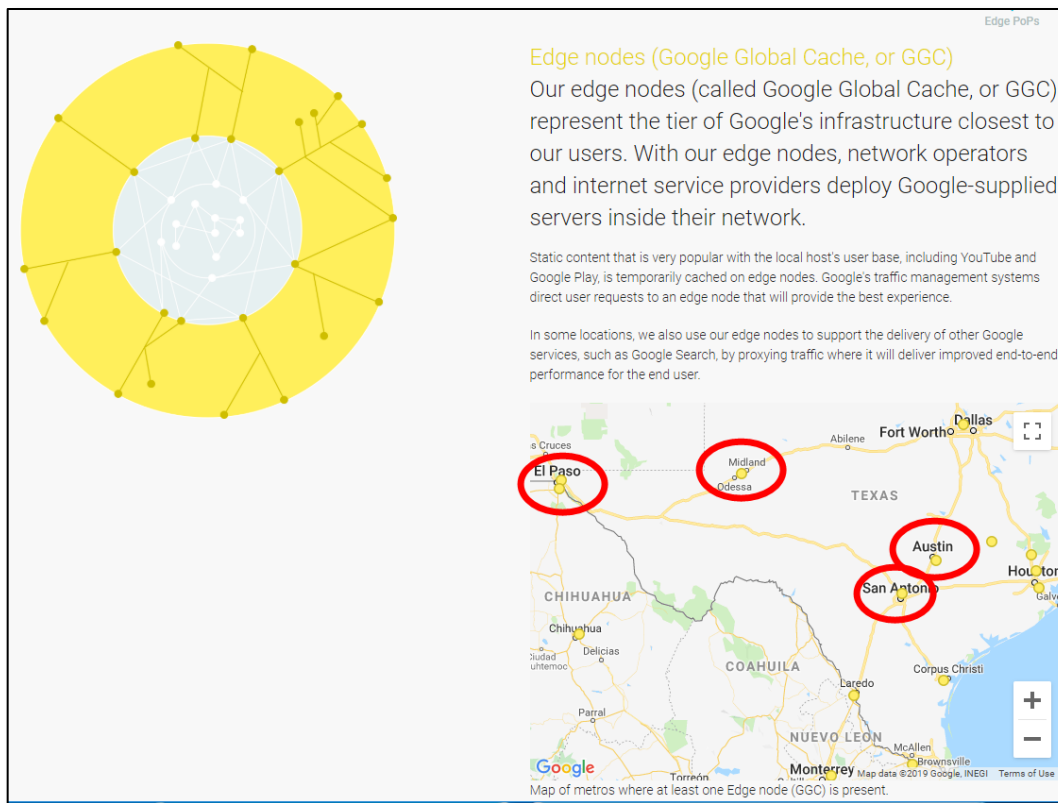 Edge PoPs
Edge nodes (Google Global Cache, or GGC)
Our edge nodes (called Google Global Cache, or GGC)
represent the tier of Google's infrastructure closest to
our users. With our edge nodes, network operators
and internet service providers deploy Google-supplied
servers inside their network.
Static content that is very popular with the local host's user base, including YouTube and
Google Play, is temporarily cached on edge nodes. Google's traffic management systems
direct user requests to an edge node that will provide the best experience.
In some locations, we also use our edge nodes to support the delivery of other Google
services, such as Google Search, by proxying traffic where it will deliver improved end-to-end
performance for the end user.
Dallas
Fort Worth
Abilene
s Cruces
El Paso
Midland
Odessa
TEXAS
Austin
Houston
San Antonio
Galv
CHIHUAHUA
Chihuahua
Ciudad
uhtemoc
Delicias
COAHUILA
Corpus Christi
Laredo
Parral
NUEVO LEON
McAllen
Brownsville
Monterrey
Torreón
Google
Map data ©2019 Google, INEGI
Terms of Use
Map of metros where at least one Edge node (GGC) is present.